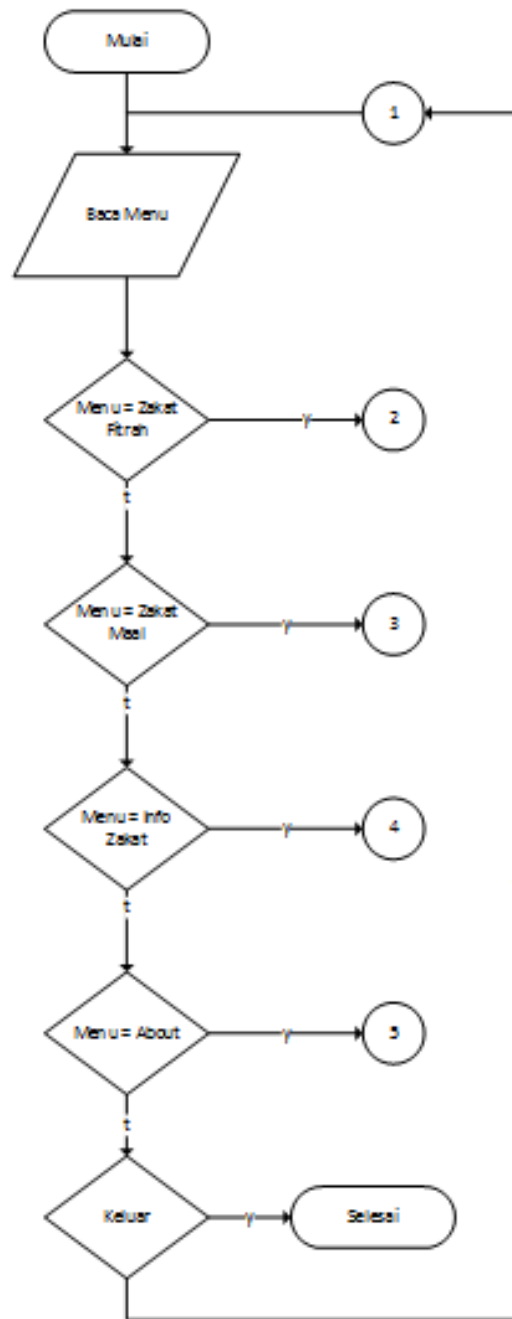 Mulai
1
Baca Menu
Menu = Zakat
Fitrah
y
2
t
Menu = Zakat
Maal
y
3
t
Menu = Info
Zakat
y
4
t
Menu = About
y
5
t
Keluar
y
Selesai